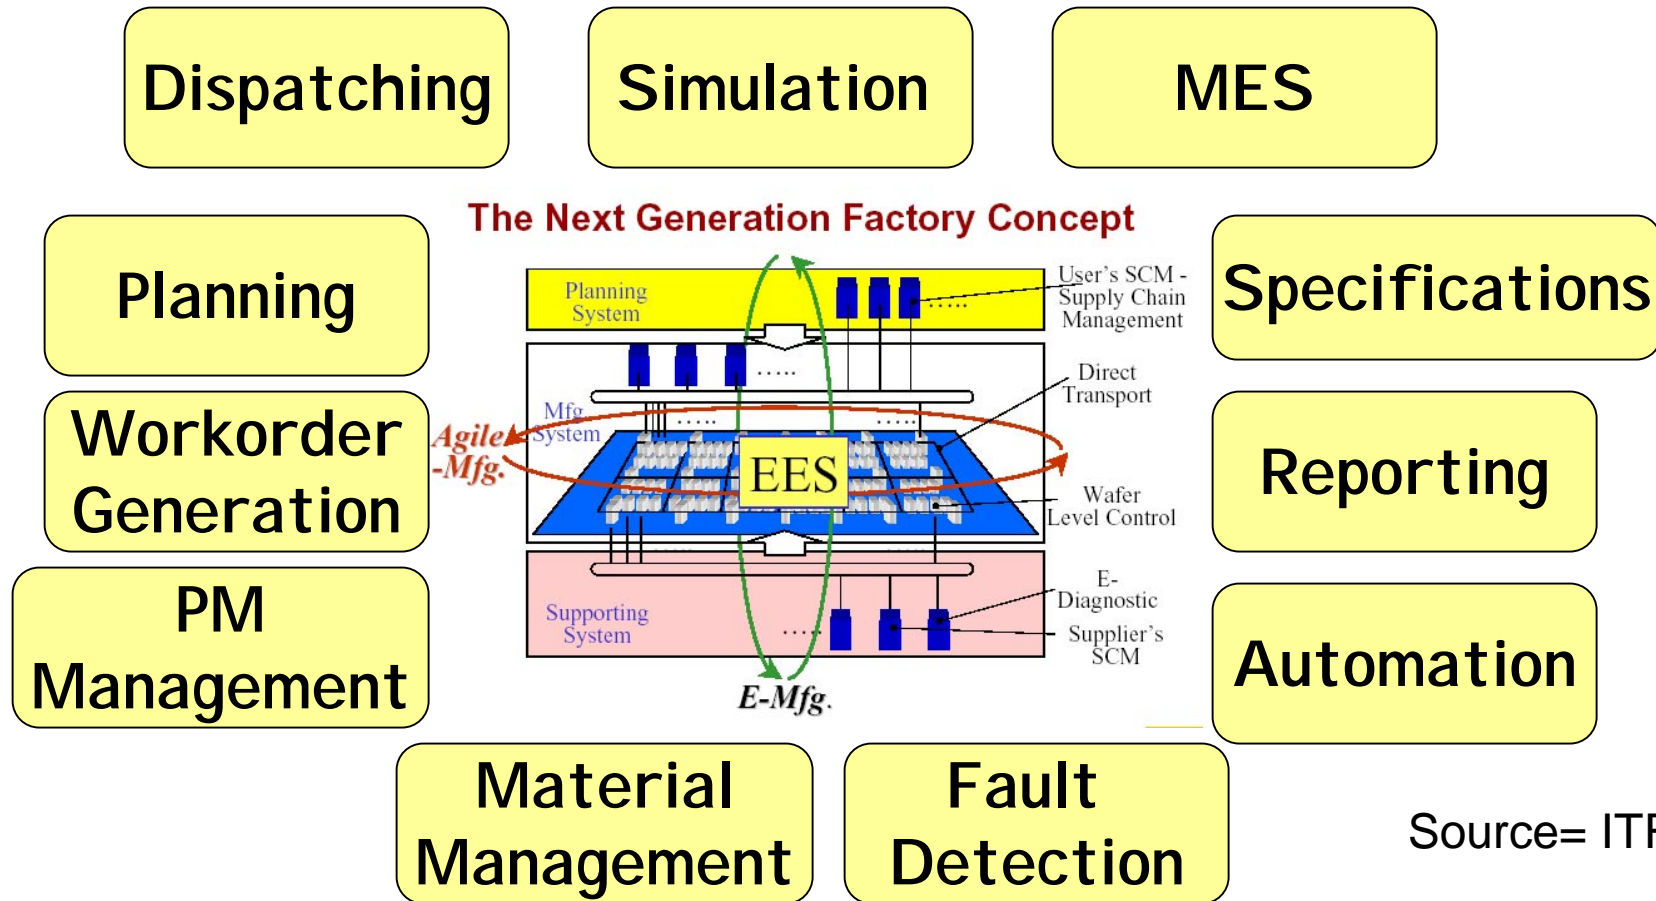 Dispatching
Simulation
MES
The Next Generation Factory Concept
Planning
Specifications
Planning
System
.....
User's SCM -
Supply Chain
Management
.....
Direct
Transport
Workorder
Generation
Mfg
System
.....
.....
Agile
-Mfg.
EES
Reporting
Wafer
Level Control
.....
.....
PM
Management
E-
Diagnostic
Supporting
System
.....
Supplier's
SCM
Automation
E-Mfg.
Material
Management
Fault
Detection
Source=